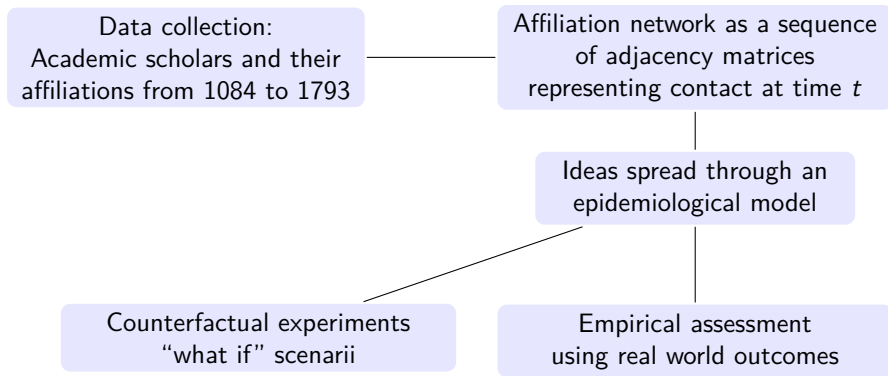 Data collection:
Academic scholars and their
affiliations from 1084 to 1793
Affiliation network as a sequence
of adjacency matrices
representing contact at time t
Ideas spread through an
epidemiological model
Counterfactual experiments
“what if” scenarii
Empirical assessment
using real world outcomes